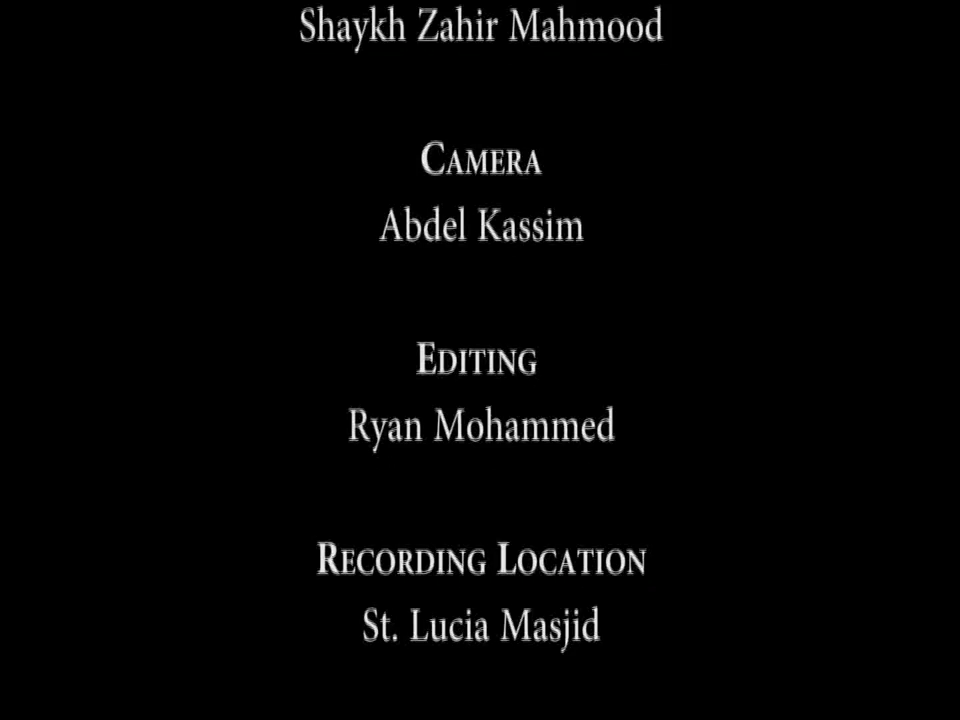 Shaykh Zahir Mahmood
CAMERA
Abdel Kassim
EDITING
Ryan Mohammed
RECORDING LOCATION
St. Lucia Masjid